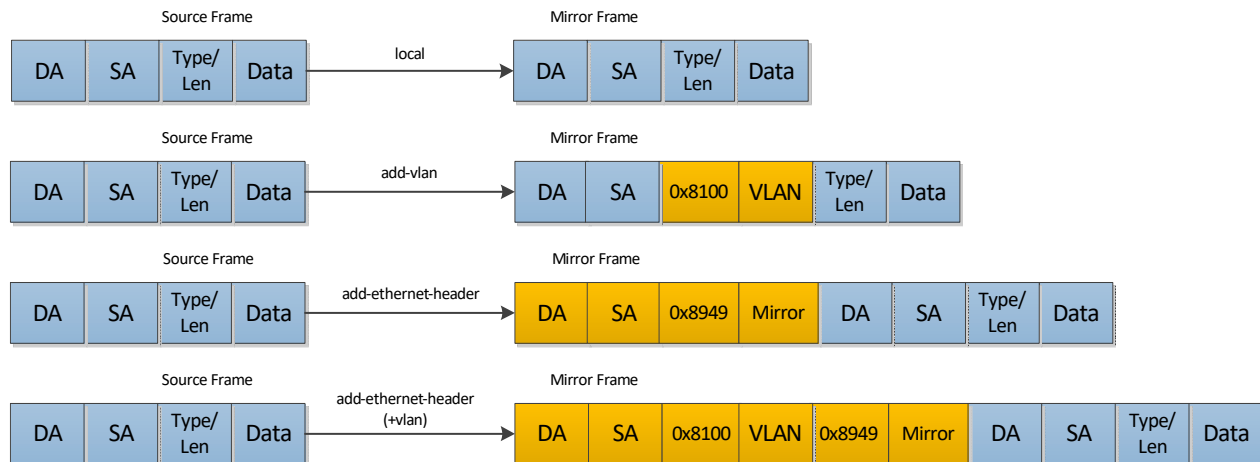 Source Frame Mirror Frame
DA SA Type/ Len Data local DA SA Type/ Len Data
Source Frame Mirror Frame
DA SA Type/ Len Data add-vlan DA SA 0x8100 VLAN Type/ Len Data
Source Frame Mirror Frame
DA SA Type/ Len Data add-ethernet-header DA SA 0x8949 Mirror DA SA Type/ Len Data
Source Frame Mirror Frame
DA SA Type/ Len Data add-ethernet-header (+vlan) DA SA 0x8100 VLAN 0x8949 Mirror DA SA Type/ Len Data